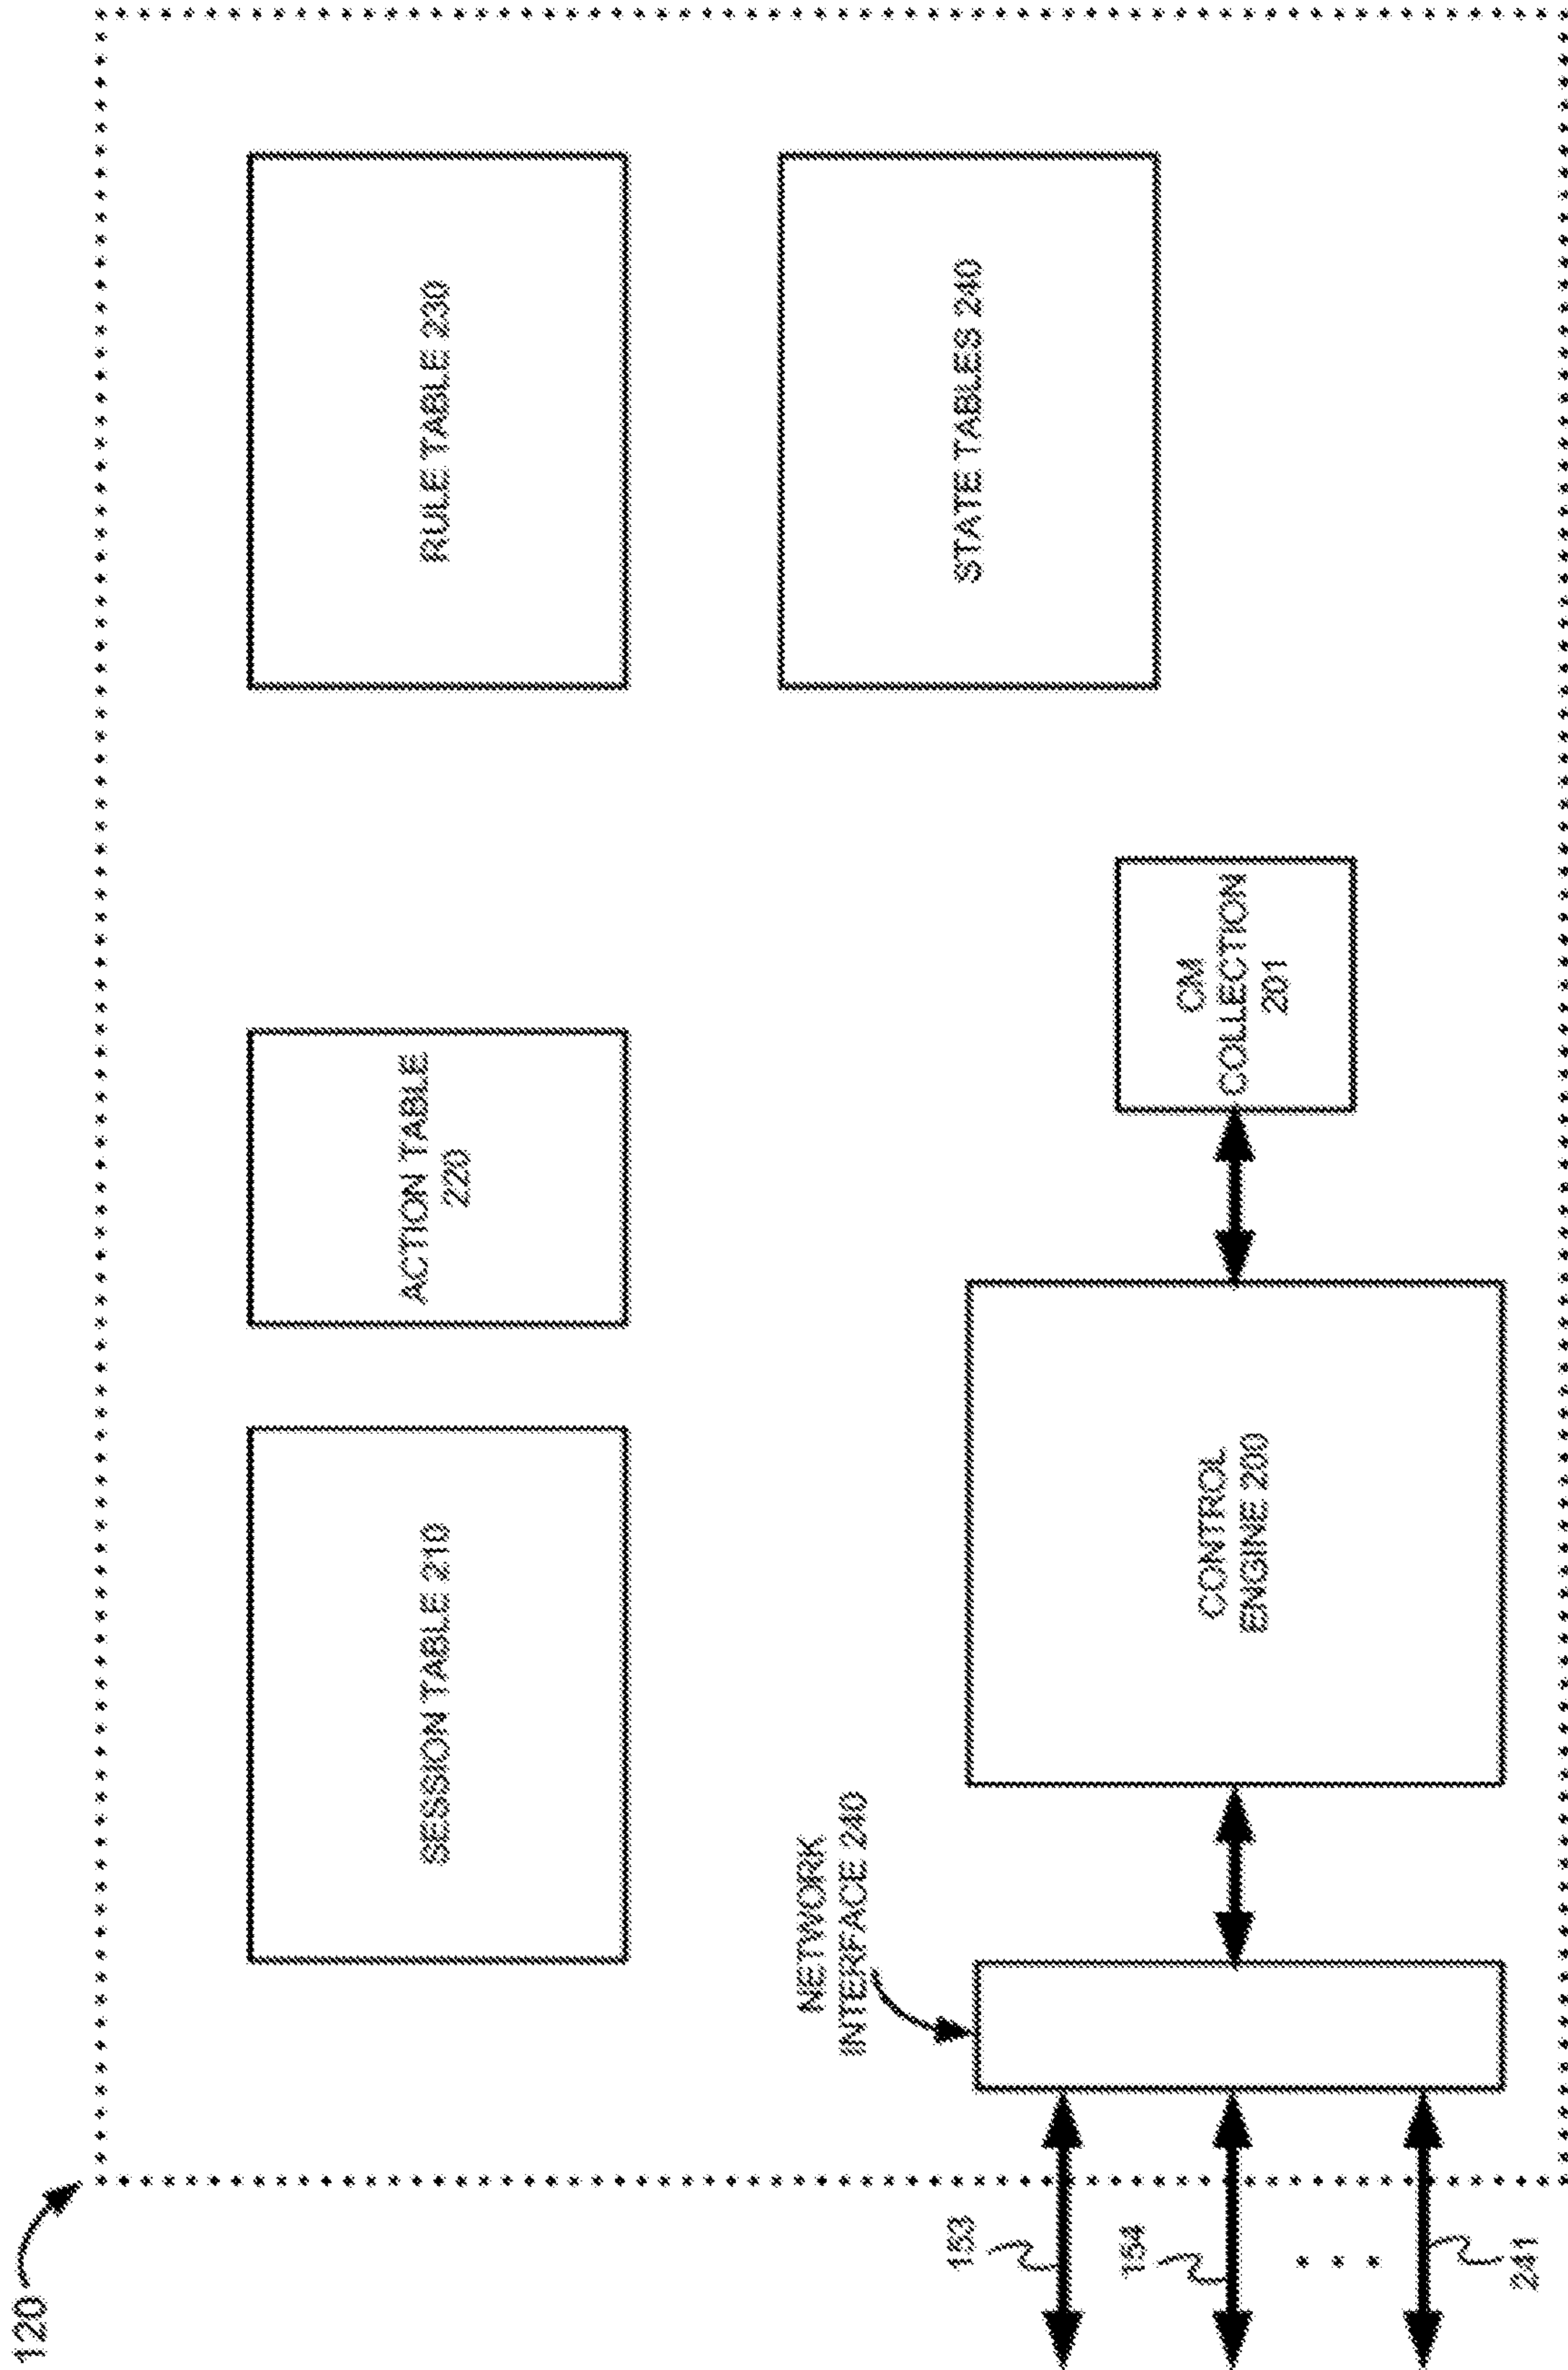 120
SESSION TABLE 210
ACTION TABLE
220
RULE TABLE 230
NETWORK
INTERFACE 240
STATE TABLES 240
153
154
CONTROL
ENGINE 200
CM
COLLECTION
201
241